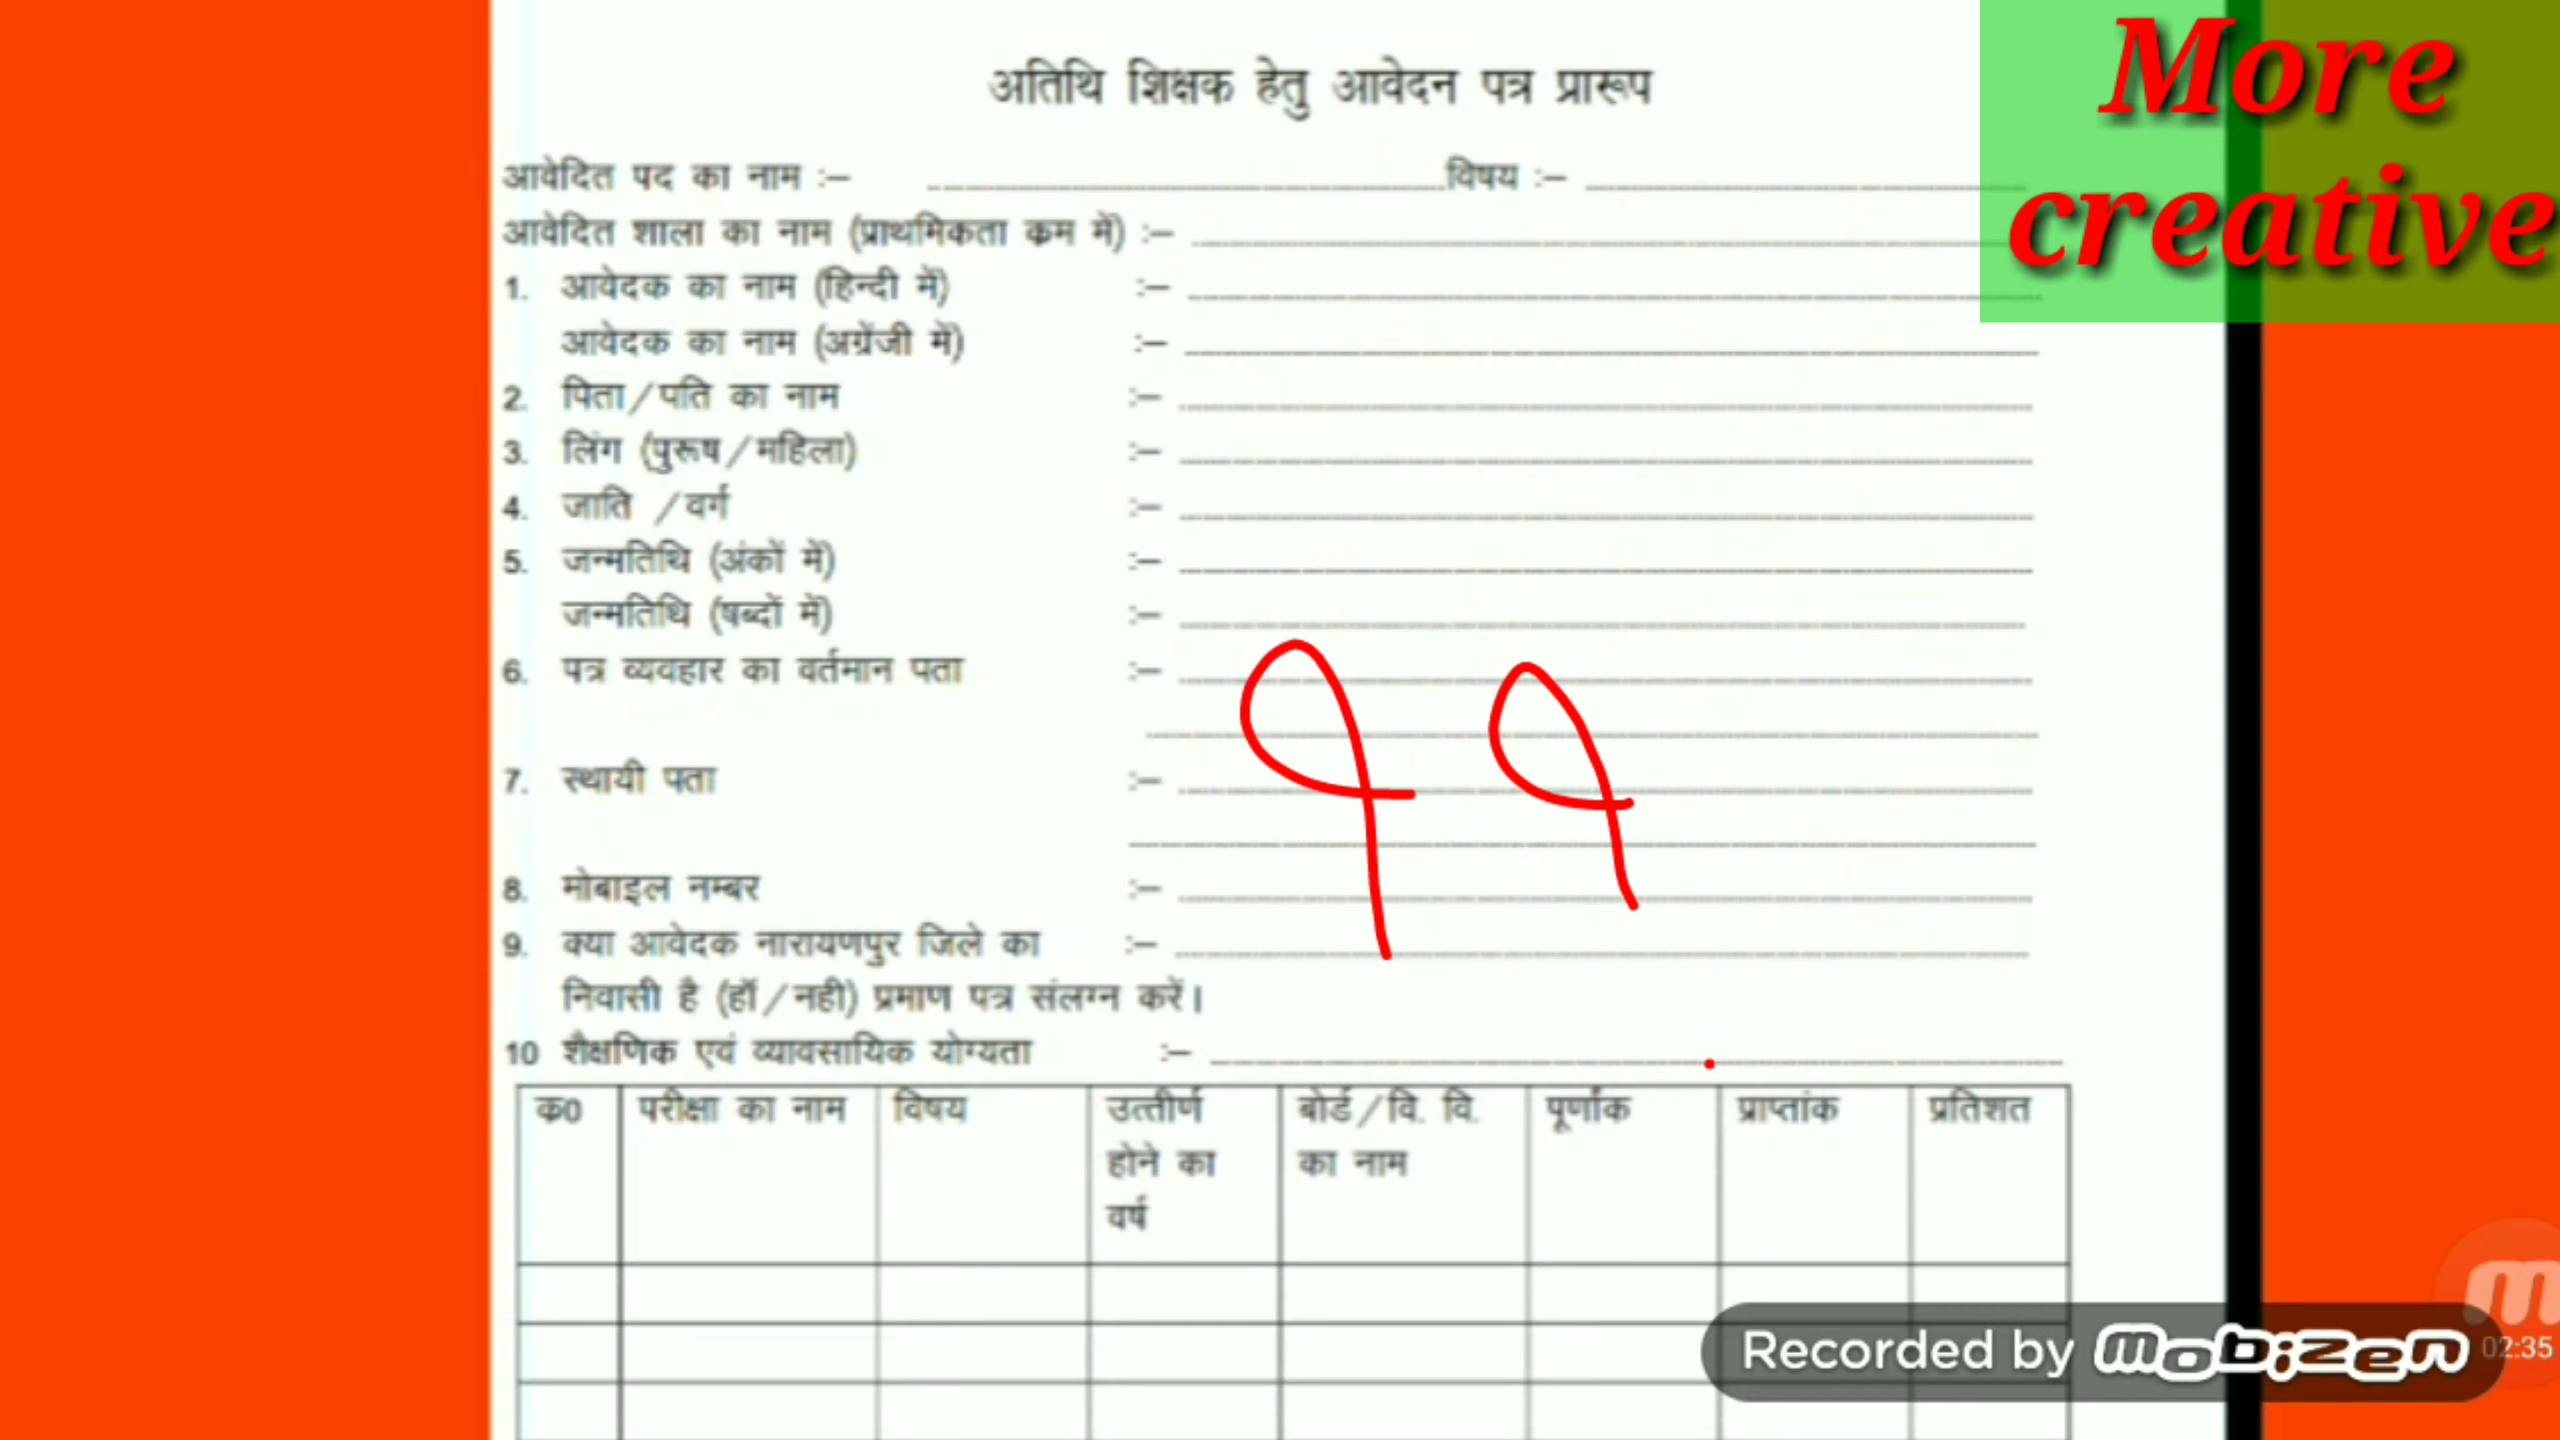 More
creative
अतिथि शिक्षक हेतु आवेदन पत्र प्रारूप
आवेदित पद का नाम :– विषय :–
आवेदित शाला का नाम (प्राथमिकता क्रम में) :–
1. आवेदक का नाम (हिन्दी में) :–
आवेदक का नाम (अग्रेंजी में) :–
2. पिता/पति का नाम :–
3. लिंग (पुरूष/महिला) :–
4. जाति /वर्ग :–
5. जन्मतिथि (अंकों में) :–
जन्मतिथि (षब्दों में) :–
6. पत्र व्यवहार का वर्तमान पता :–
7. स्थायी पता :–
8. मोबाइल नम्बर :–
9. क्या आवेदक नारायणपुर जिले का :–
निवासी है (हॉ/नही) प्रमाण पत्र संलग्न करें।
10 शैक्षणिक एवं व्यावसायिक योग्यता :–
क्र0 परीक्षा का नाम विषय उत्तीर्ण बोर्ड/वि. वि. पूर्णांक प्राप्तांक प्रतिशत
होने का का नाम
वर्ष
Recorded by mobizen 02:35